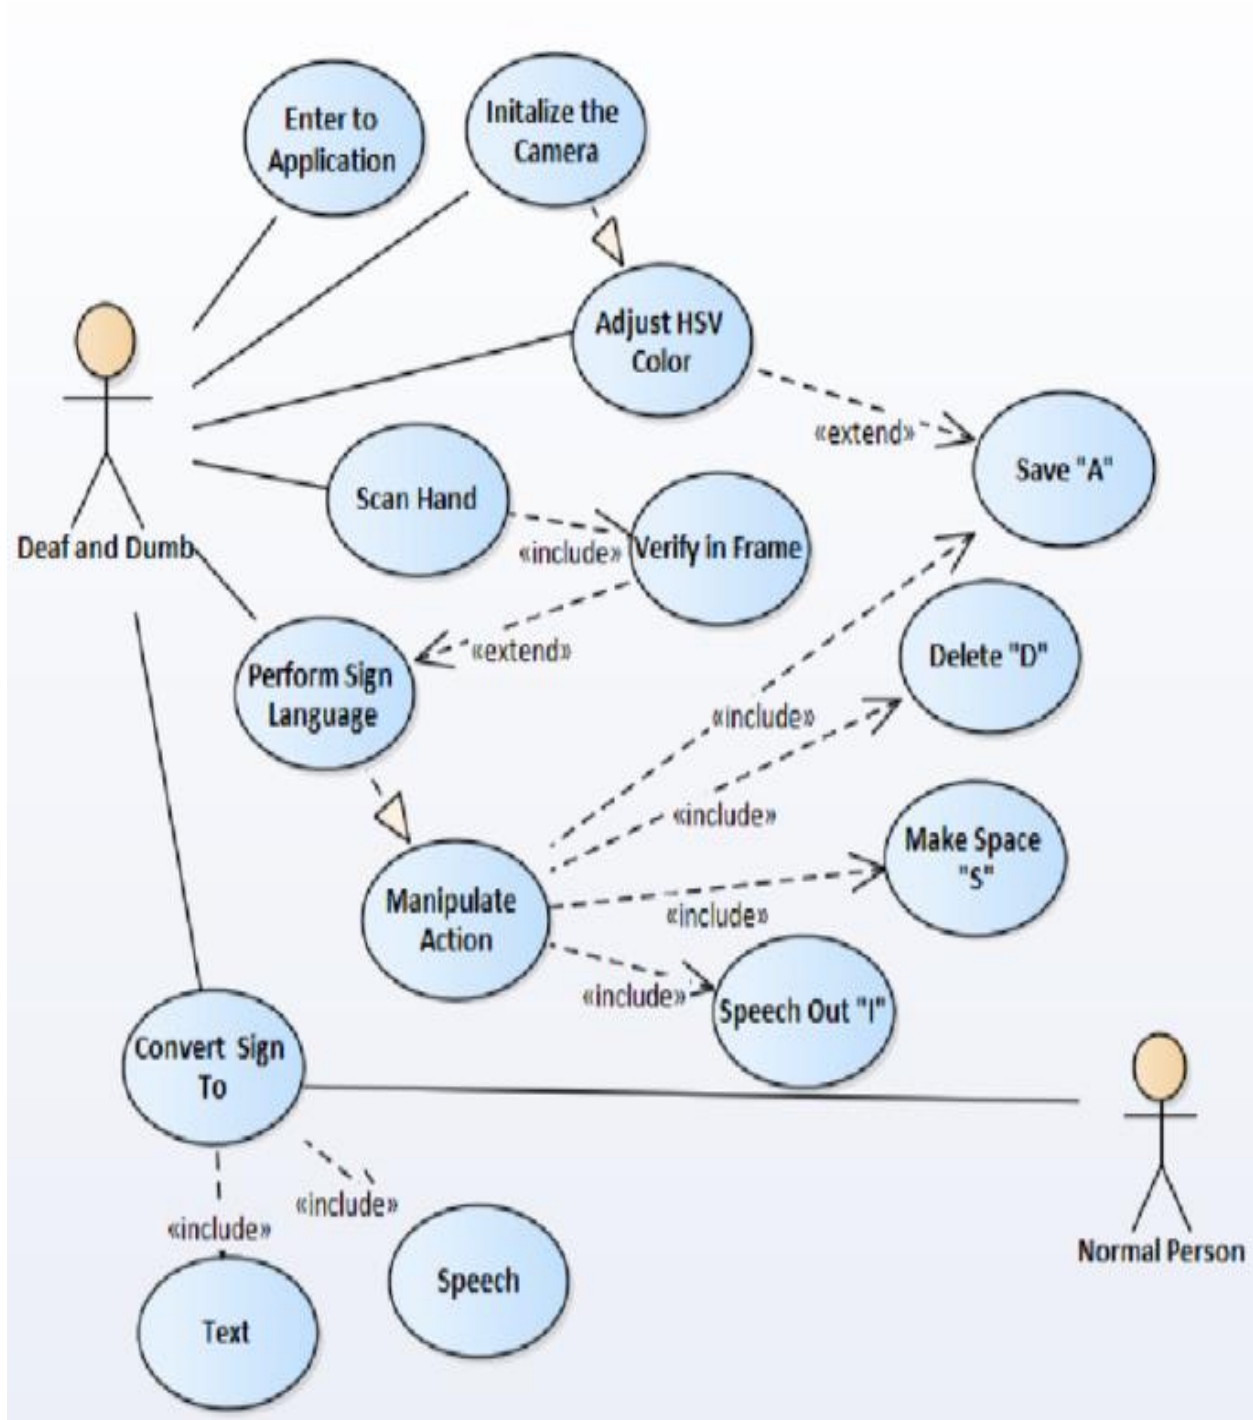 Enter to
Application
Initalize the
Camera
Adjust HSV
Color
«extend»
Save "A"
Scan Hand
«include»
Verify in Frame
Deaf and Dumb
«extend»
Perform Sign
Language
Delete "D"
«include»
«include»
Make Space
"S"
Manipulate
Action
«include»
«include»
Speech Out "I"
Convert Sign
To
«include»
«include»
Normal Person
Speech
Text